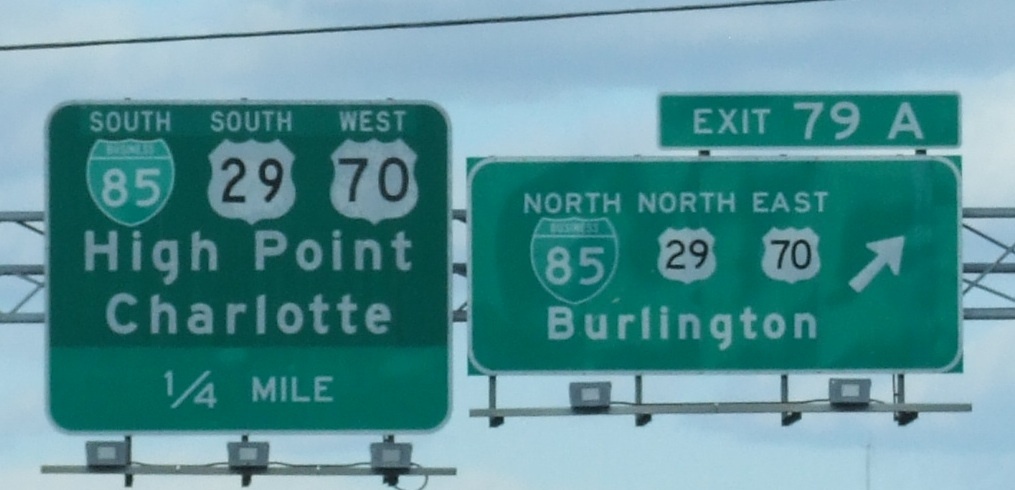 SOUTH SOUTH WEST
BUSINESS
85 29 70
High Point
Charlotte
1/4 MILE
EXIT 79 A
NORTH NORTH EAST
BUSINESS
85 29 70
Burlington